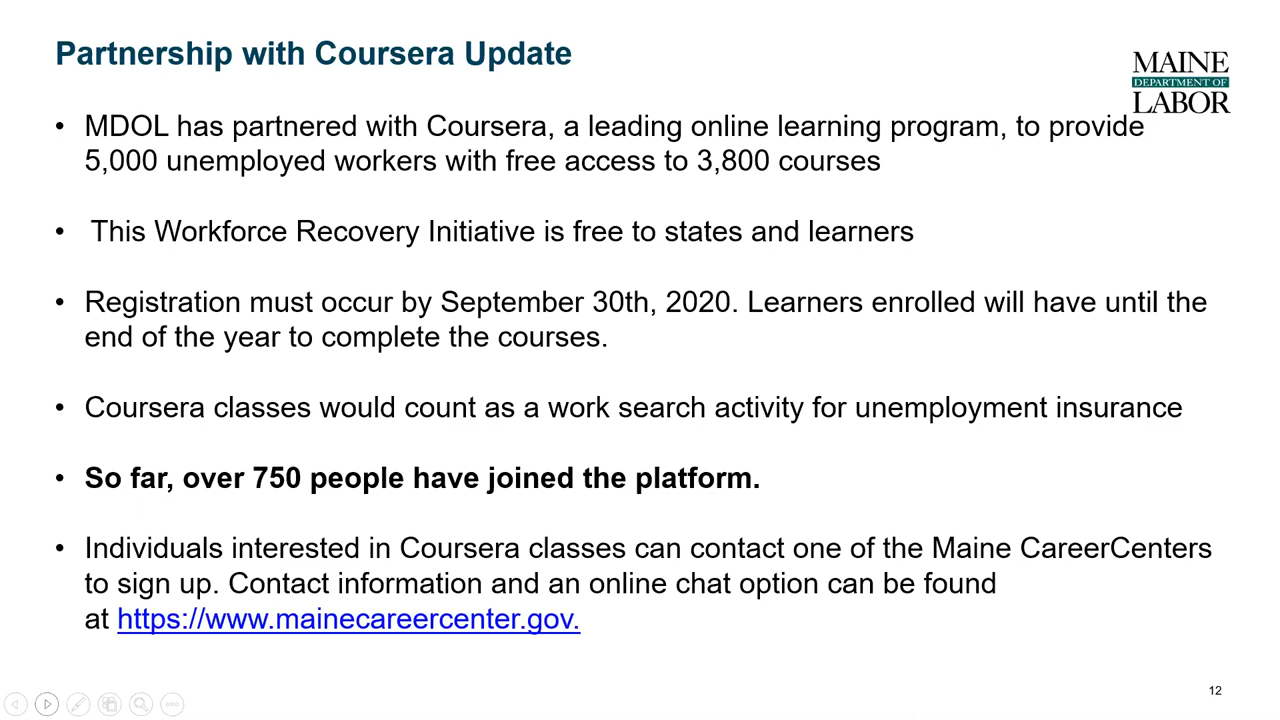 Partnership with Coursera Update
MAINE
DEPARTMENT OF
LABOR
• MDOL has partnered with Coursera, a leading online learning program, to provide
5,000 unemployed workers with free access to 3,800 courses
• This Workforce Recovery Initiative is free to states and learners
• Registration must occur by September 30th, 2020. Learners enrolled will have until the
end of the year to complete the courses.
• Coursera classes would count as a work search activity for unemployment insurance
• So far, over 750 people have joined the platform.
• Individuals interested in Coursera classes can contact one of the Maine CareerCenters
to sign up. Contact information and an online chat option can be found
at https://www.mainecareercenter.gov.
12